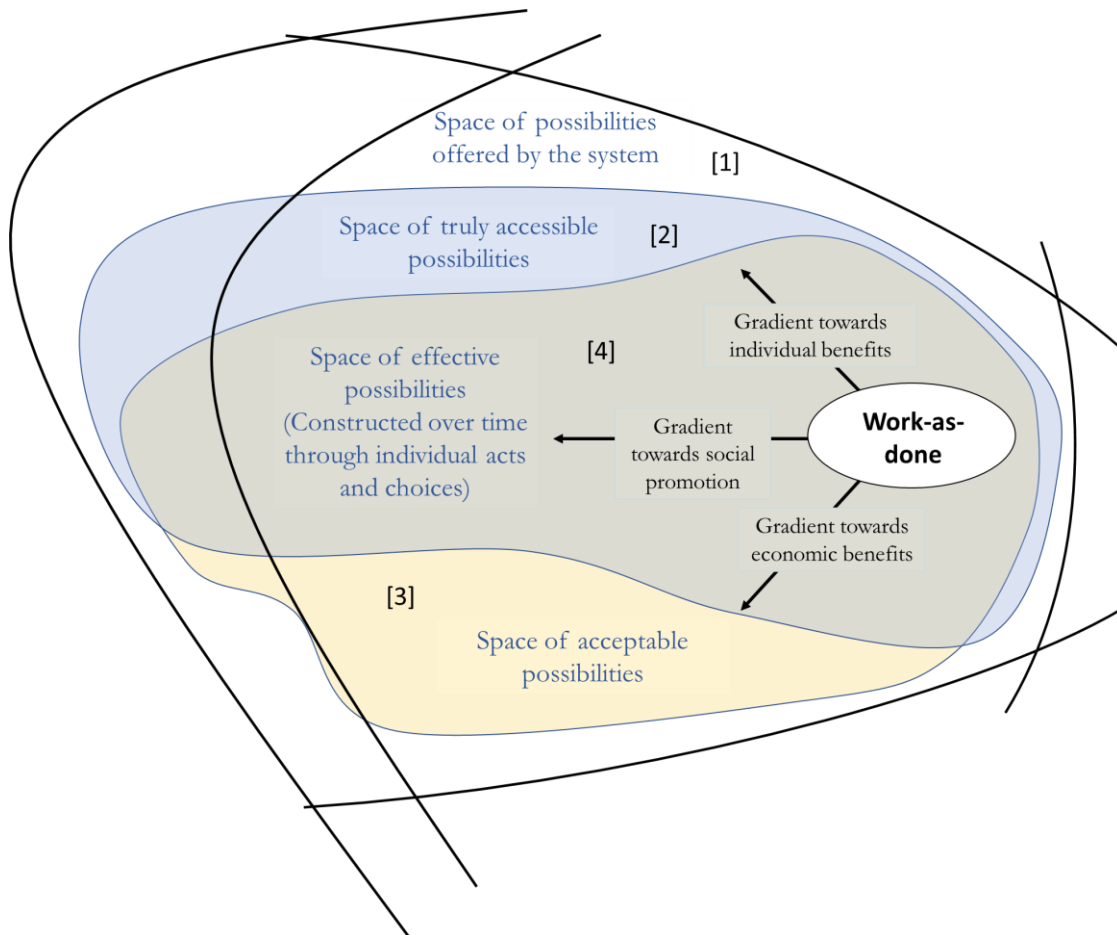 Space of possibilities
offered by the system
[1]
Space of truly accessible
possibilities
[2]
Gradient towards
individual benefits
Space of effective
possibilities
(Constructed over time
through individual acts
and choices)
[4]
Gradient
towards social
promotion
Work-as-
done
Gradient towards
economic benefits
[3]
Space of acceptable
possibilities